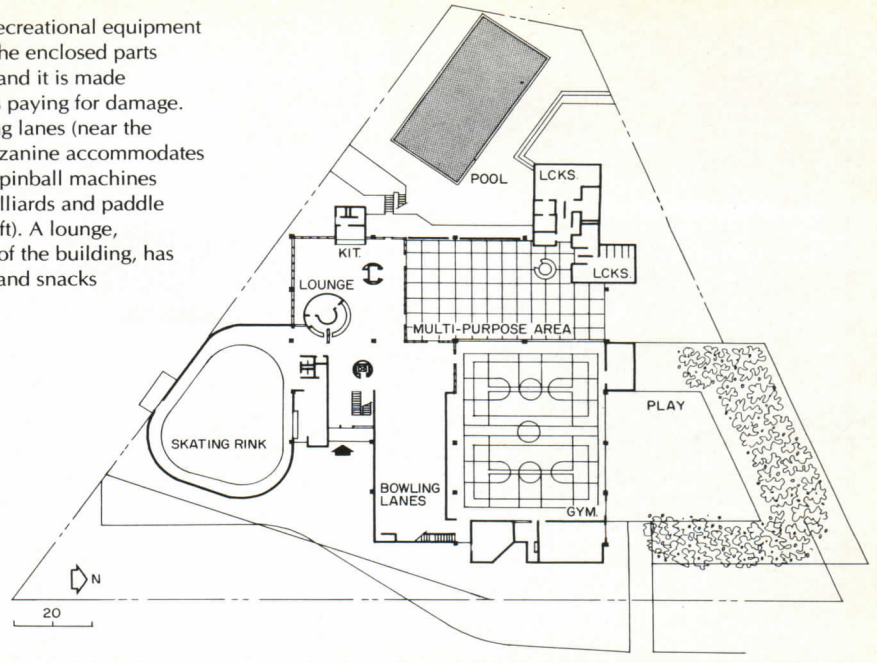 ecreational equipment
he enclosed parts
and it is made
s paying for damage.
g lanes (near the
zanine accommodates
pinball machines
lliards and paddle
ft). A lounge,
of the building, has
and snacks
POOL
LCKS.
KIT.
LCKS.
LOUNGE
MULTI-PURPOSE AREA
PLAY
SKATING RINK
BOWLING
LANES
GYM.
N
20